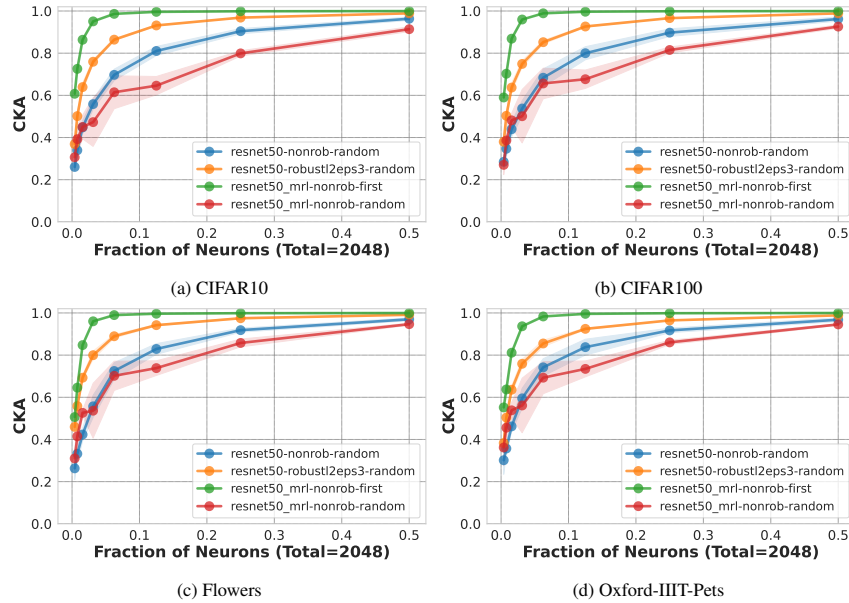 1.0
0.8
0.6
0.4
0.2
0.0
CKA
resnet50-nonrob-random
resnet50-robustl2eps3-random
resnet50_mrl-nonrob-first
resnet50_mrl-nonrob-random
0.0 0.1 0.2 0.3 0.4 0.5
Fraction of Neurons (Total=2048)
(a) CIFAR10
1.0
0.8
0.6
0.4
0.2
0.0
CKA
resnet50-nonrob-random
resnet50-robustl2eps3-random
resnet50_mrl-nonrob-first
resnet50_mrl-nonrob-random
0.0 0.1 0.2 0.3 0.4 0.5
Fraction of Neurons (Total=2048)
(b) CIFAR100
1.0
0.8
0.6
0.4
0.2
0.0
CKA
resnet50-nonrob-random
resnet50-robustl2eps3-random
resnet50_mrl-nonrob-first
resnet50_mrl-nonrob-random
0.0 0.1 0.2 0.3 0.4 0.5
Fraction of Neurons (Total=2048)
(c) Flowers
1.0
0.8
0.6
0.4
0.2
0.0
CKA
resnet50-nonrob-random
resnet50-robustl2eps3-random
resnet50_mrl-nonrob-first
resnet50_mrl-nonrob-random
0.0 0.1 0.2 0.3 0.4 0.5
Fraction of Neurons (Total=2048)
(d) Oxford-IIIT-Pets